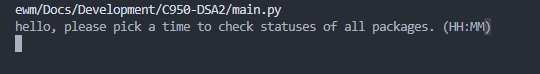 ewm/Docs/Development/C950-DSA2/main.py
hello, please pick a time to check statuses of all packages. (HH:MM)